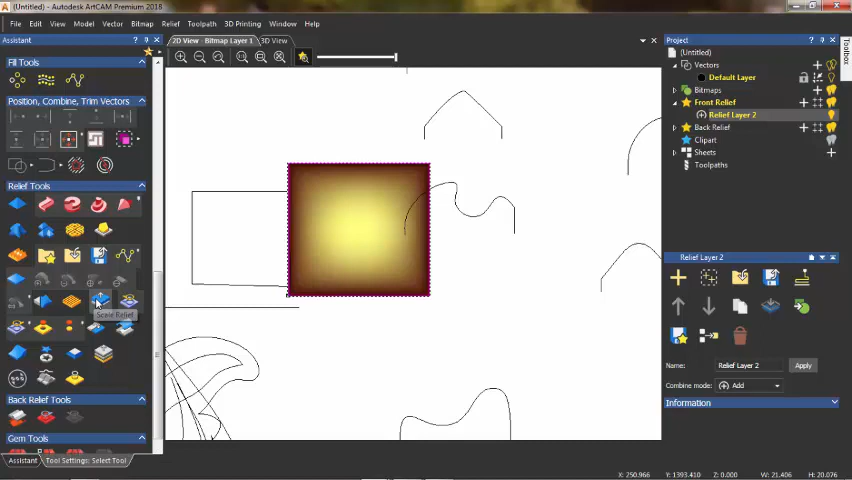 (Untitled) - Autodesk ArtCAM Premium 2018
File Edit View Model Vectors Bitmap Relief Toolpath 3D Printing Window Help
Assistant
2D View - Bitmap Layer 1
3D View
Project
Toolbox
Fill Tools
Position, Combine, Trim Vectors
Relief Tools
Scale Relief
Back Relief Tools
Gem Tools
Assistant
Tool Settings: Select Tool
(Untitled)
Vectors
Default Layer
Bitmaps
Front Relief
Relief Layer 2
Back Relief
Clipart
Sheets
Toolpaths
Relief Layer 2
Name: Relief Layer 2 Apply
Combine mode: Add
Information
X: 250.966 Y: 1393.410 Z: 0.000 W: 21.406 H: 20.076